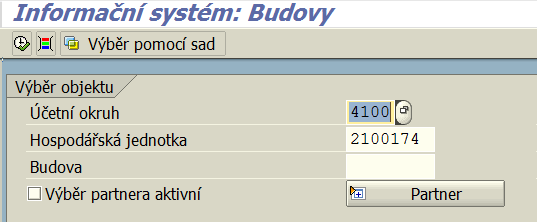 Informační systém: Budovy
Výběr pomocí sad
Výběr objektu
Účetní okruh 4100
Hospodářská jednotka 2100174
Budova
Výběr partnera aktivní Partner